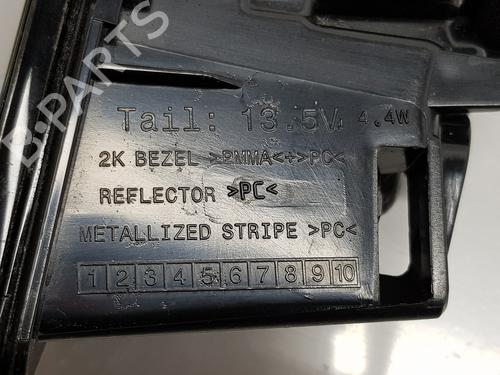 B-PARTS
Tail: 13.5V 4.4W
2K BEZEL >PMMA<+>PC<
REFLECTOR >PC<
METALLIZED STRIPE >PC<
1 2 3 4 5 6 7 8 9 10